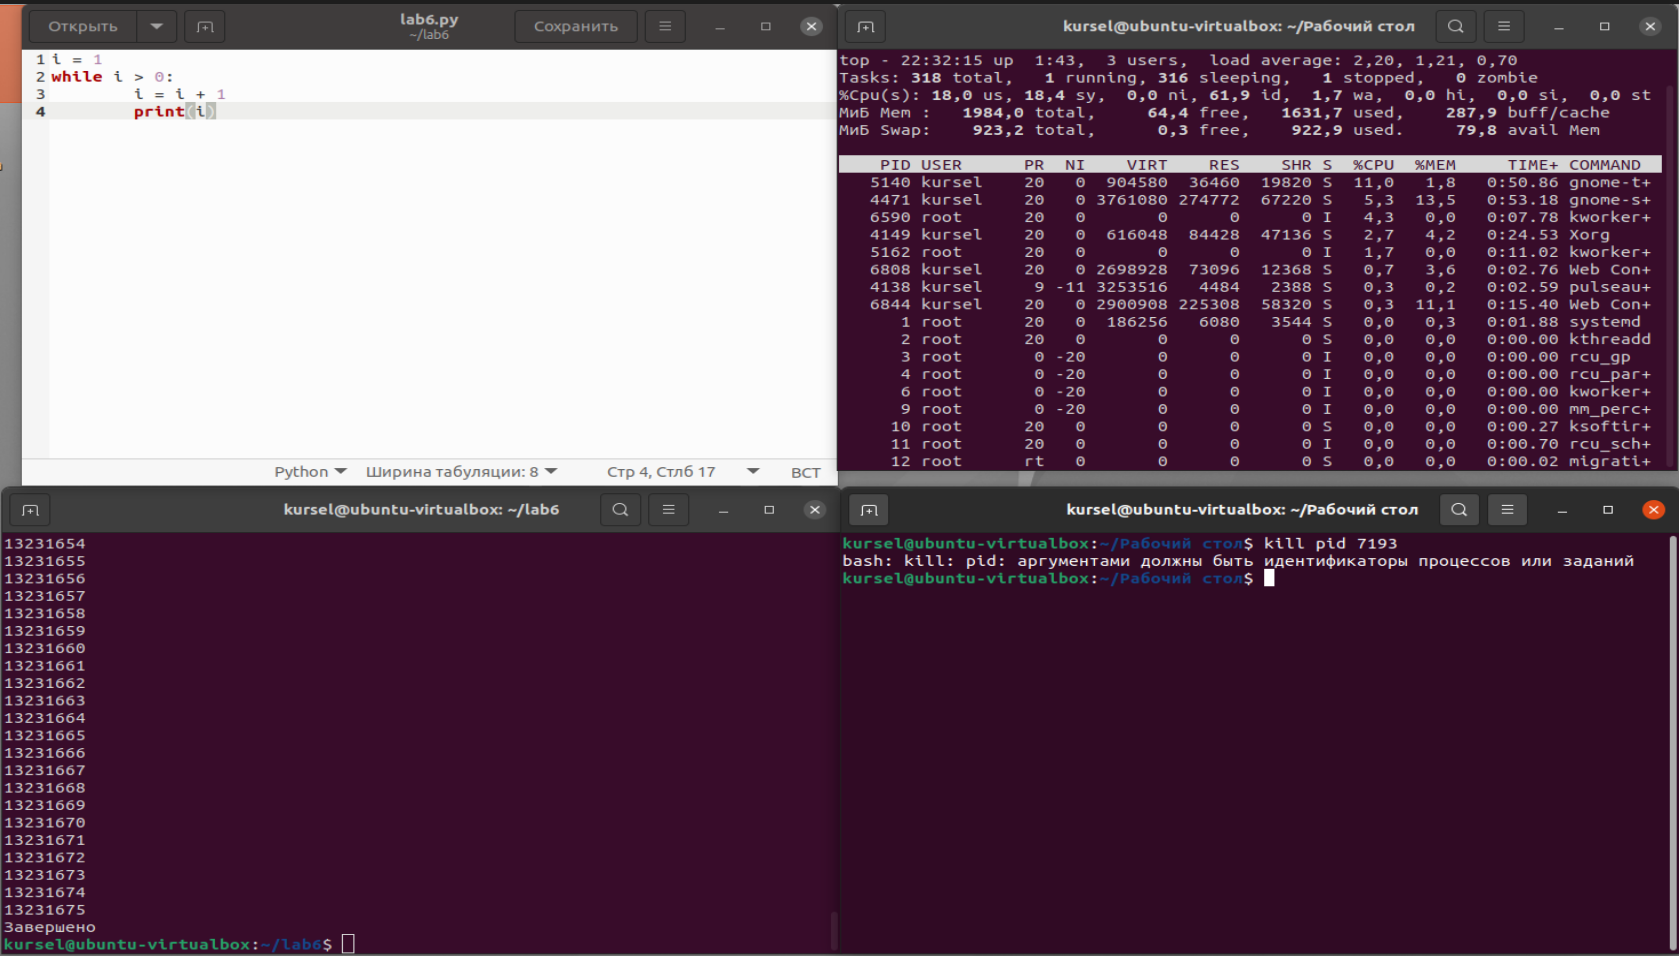 Открыть
lab6.py
~/lab6
Сохранить
1 i = 1
2 while i > 0:
3         i = i + 1
4         print(i)
Python
Ширина табуляции: 8
Стр 4, Стлб 17
ВСТ
kursel@ubuntu-virtualbox: ~/Рабочий стол
top - 22:32:15 up  1:43,  3 users,  load average: 2,20, 1,21, 0,70
Tasks: 318 total,   1 running, 316 sleeping,   1 stopped,   0 zombie
%Cpu(s): 18,0 us, 18,4 sy,  0,0 ni, 61,9 id,  1,7 wa,  0,0 hi,  0,0 si,  0,0 st
МиБ Mem :   1984,0 total,     64,4 free,   1631,7 used,    287,9 buff/cache
МиБ Swap:    923,2 total,      0,3 free,    922,9 used.     79,8 avail Mem
PID USER      PR  NI    VIRT    RES    SHR S  %CPU  %MEM     TIME+ COMMAND
5140 kursel    20   0  904580  36460  19820 S  11,0   1,8   0:50.86 gnome-t+
4471 kursel    20   0 3761080 274772  67220 S   5,3  13,5   0:53.18 gnome-s+
6590 root      20   0       0      0      0 I   4,3   0,0   0:07.78 kworker+
4149 kursel    20   0  616048  84428  47136 S   2,7   4,2   0:24.53 Xorg
5162 root      20   0       0      0      0 I   1,7   0,0   0:11.02 kworker+
6808 kursel    20   0 2698928  73096  12368 S   0,7   3,6   0:02.76 Web Con+
4138 kursel     9 -11 3253516   4484   2388 S   0,3   0,2   0:02.59 pulseau+
6844 kursel    20   0 2900908 225308  58320 S   0,3  11,1   0:15.40 Web Con+
1 root      20   0  186256   6080   3544 S   0,0   0,3   0:01.88 systemd
2 root      20   0       0      0      0 S   0,0   0,0   0:00.00 kthreadd
3 root       0 -20       0      0      0 I   0,0   0,0   0:00.00 rcu_gp
4 root       0 -20       0      0      0 I   0,0   0,0   0:00.00 rcu_par+
6 root       0 -20       0      0      0 I   0,0   0,0   0:00.00 kworker+
9 root       0 -20       0      0      0 I   0,0   0,0   0:00.00 mm_perc+
10 root      20   0       0      0      0 S   0,0   0,0   0:00.27 ksoftir+
11 root      20   0       0      0      0 I   0,0   0,0   0:00.70 rcu_sch+
12 root      rt   0       0      0      0 S   0,0   0,0   0:00.02 migrati+
kursel@ubuntu-virtualbox: ~/lab6
13231654
13231655
13231656
13231657
13231658
13231659
13231660
13231661
13231662
13231663
13231664
13231665
13231666
13231667
13231668
13231669
13231670
13231671
13231672
13231673
13231674
13231675
Завершено
kursel@ubuntu-virtualbox:~/lab6$
kursel@ubuntu-virtualbox: ~/Рабочий стол
kursel@ubuntu-virtualbox:~/Рабочий стол$ kill pid 7193
bash: kill: pid: аргументами должны быть идентификаторы процессов или заданий
kursel@ubuntu-virtualbox:~/Рабочий стол$